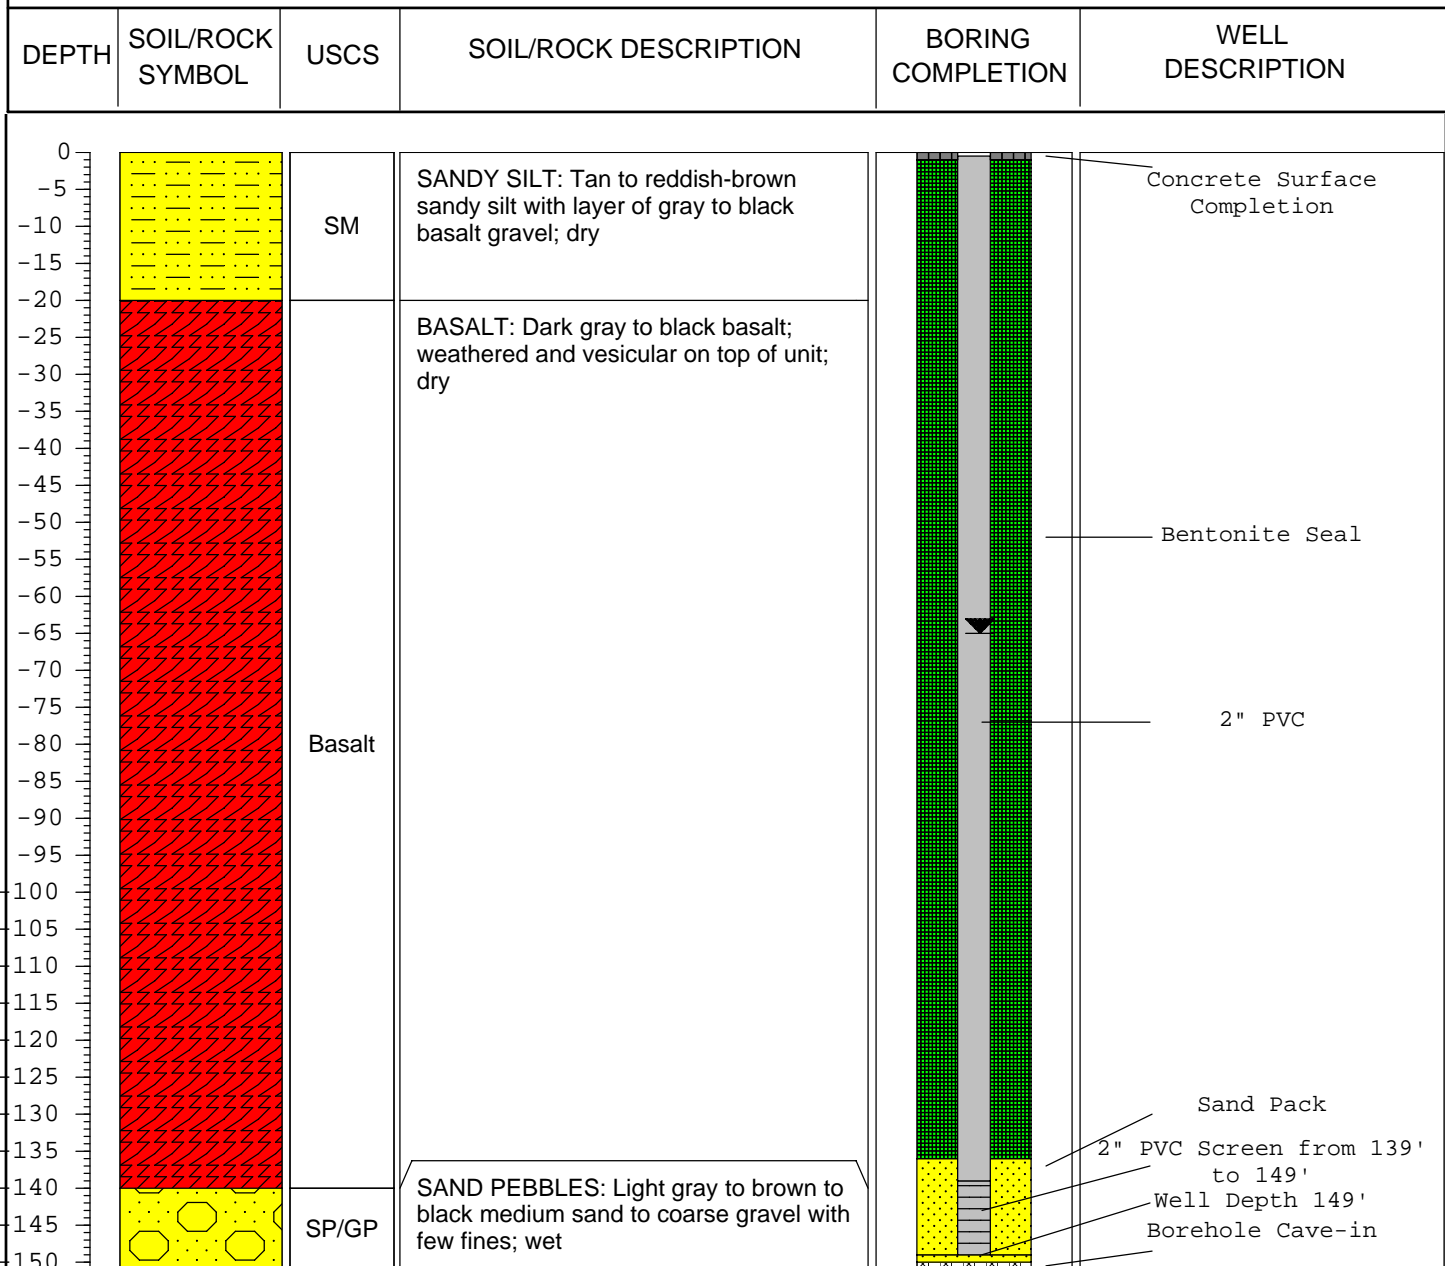 DEPTH
SOIL/ROCK
SYMBOL
USCS
SOIL/ROCK DESCRIPTION
BORING
COMPLETION
WELL
DESCRIPTION
0
-5
-10
-15
-20
-25
-30
-35
-40
-45
-50
-55
-60
-65
-70
-75
-80
-85
-90
-95
-100
-105
-110
-115
-120
-125
-130
-135
-140
-145
-150
SM
Basalt
SP/GP
SANDY SILT: Tan to reddish-brown
sandy silt with layer of gray to black
basalt gravel; dry
BASALT: Dark gray to black basalt;
weathered and vesicular on top of unit;
dry
SAND PEBBLES: Light gray to brown to
black medium sand to coarse gravel with
few fines; wet
Concrete Surface
Completion
Bentonite Seal
2" PVC
Sand Pack
2" PVC Screen from 139'
to 149'
Well Depth 149'
Borehole Cave-in